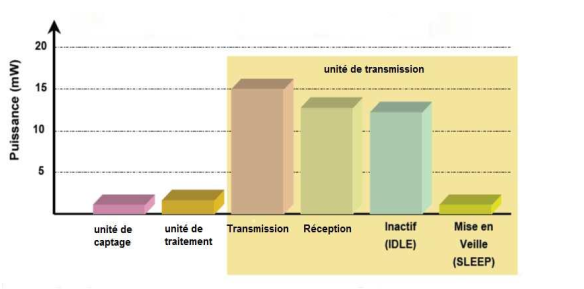 Puissance (mW)
20
15
10
5
unité de transmission
unité de
captage
unité de
traitement
Transmission
Réception
Inactif
(IDLE)
Mise en
Veille
(SLEEP)